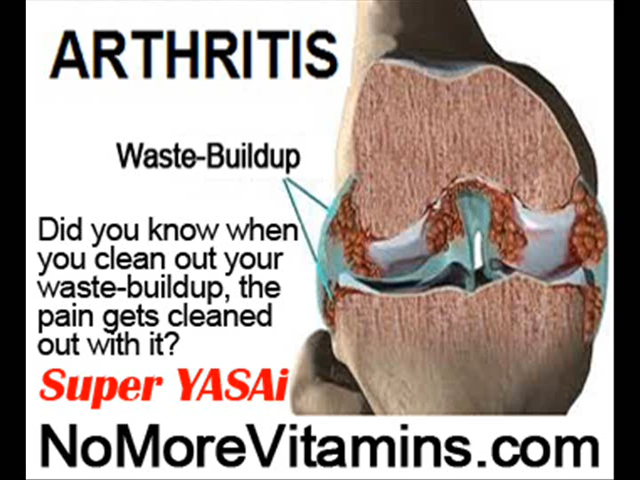 ARTHRITIS
Waste-Buildup
Did you know when
you clean out your
waste-buildup, the
pain gets cleaned
out with it?
Super YASAi
NoMoreVitamins.com